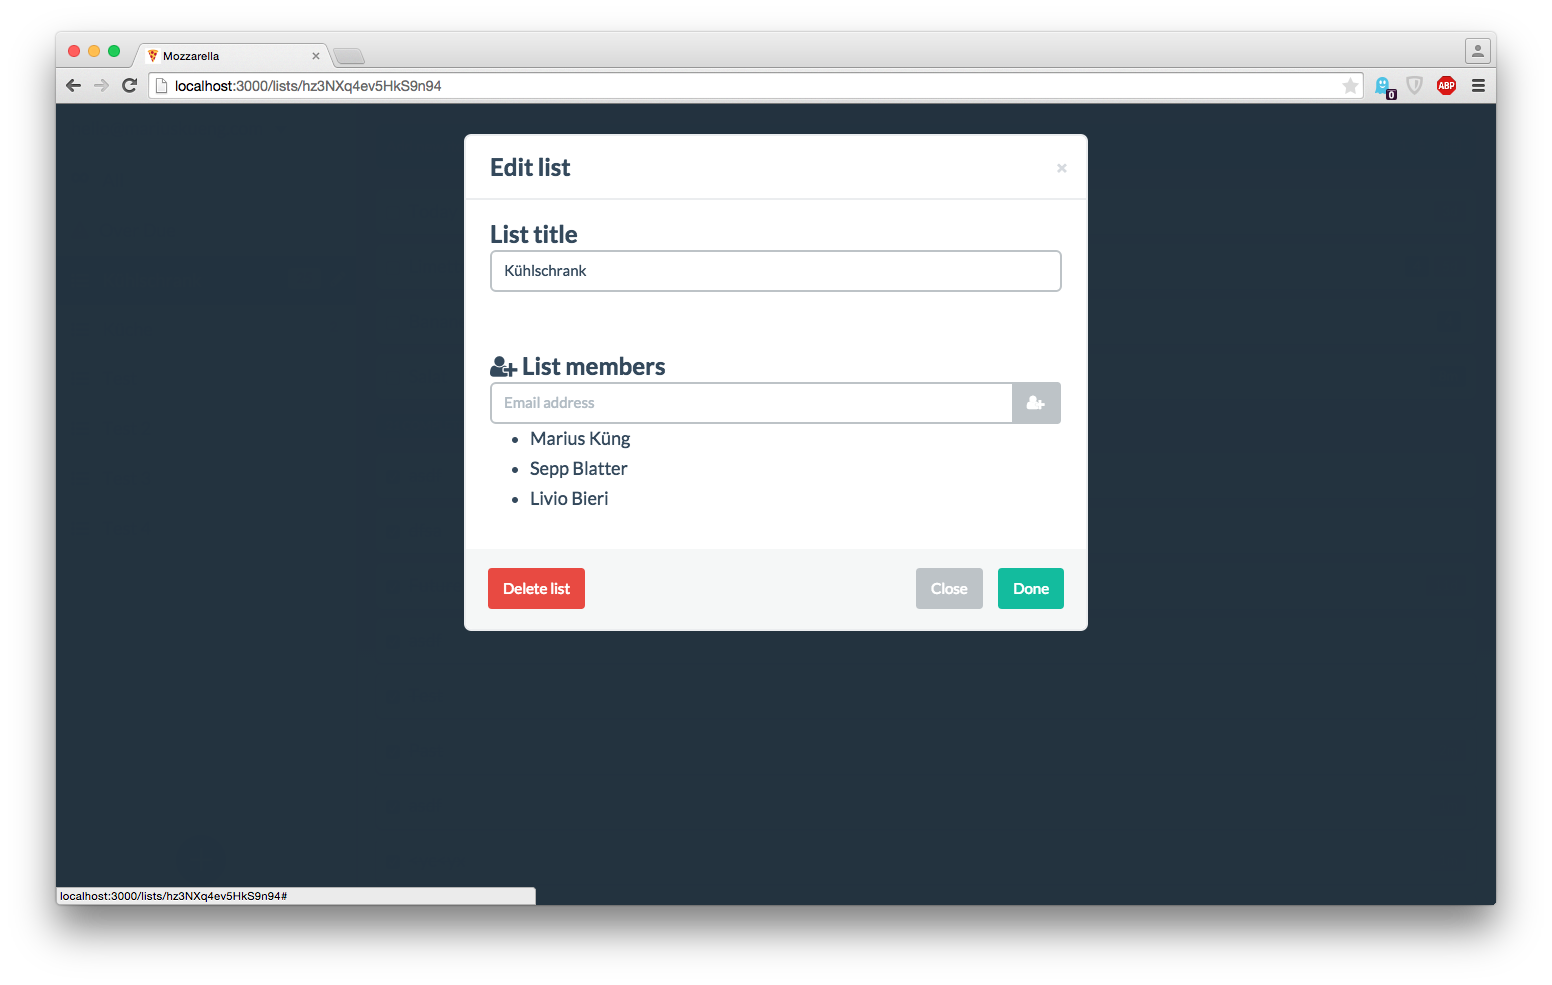 Mozzarella
localhost:3000/lists/hz3NXq4ev5HkS9n94
0
ABP
Edit list
×
List title
Kühlschrank
List members
Email address
• Marius Küng
• Sepp Blatter
• Livio Bieri
Delete list
Close
Done
localhost:3000/lists/hz3NXq4ev5HkS9n94#